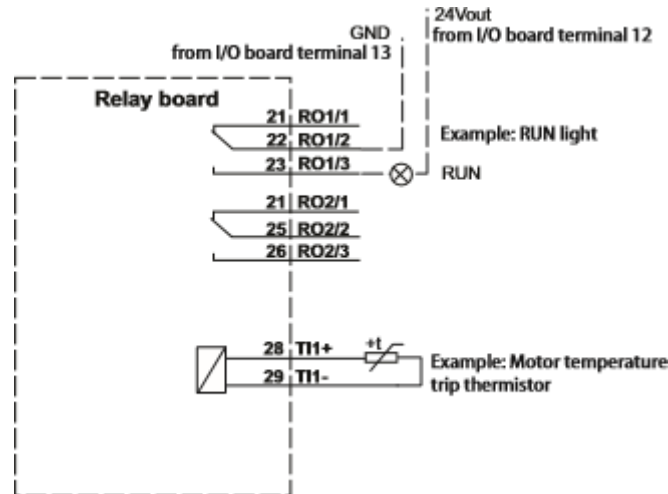 24Vout
from I/O board terminal 12
GND
from I/O board terminal 13
Relay board
21 RO1/1
22 RO1/2
23 RO1/3
Example: RUN light
RUN
21 RO2/1
25 RO2/2
26 RO2/3
28 TI1+
+t
29 TI1-
Example: Motor temperature
trip thermistor